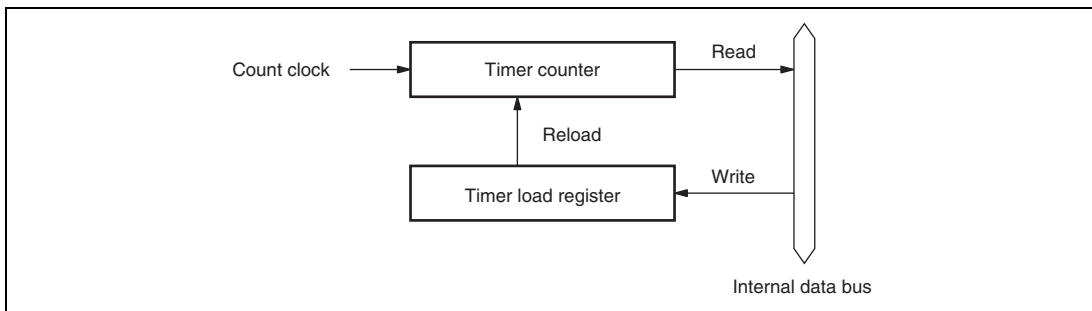 Read
Count clock
Timer counter
Reload
Write
Timer load register
Internal data bus